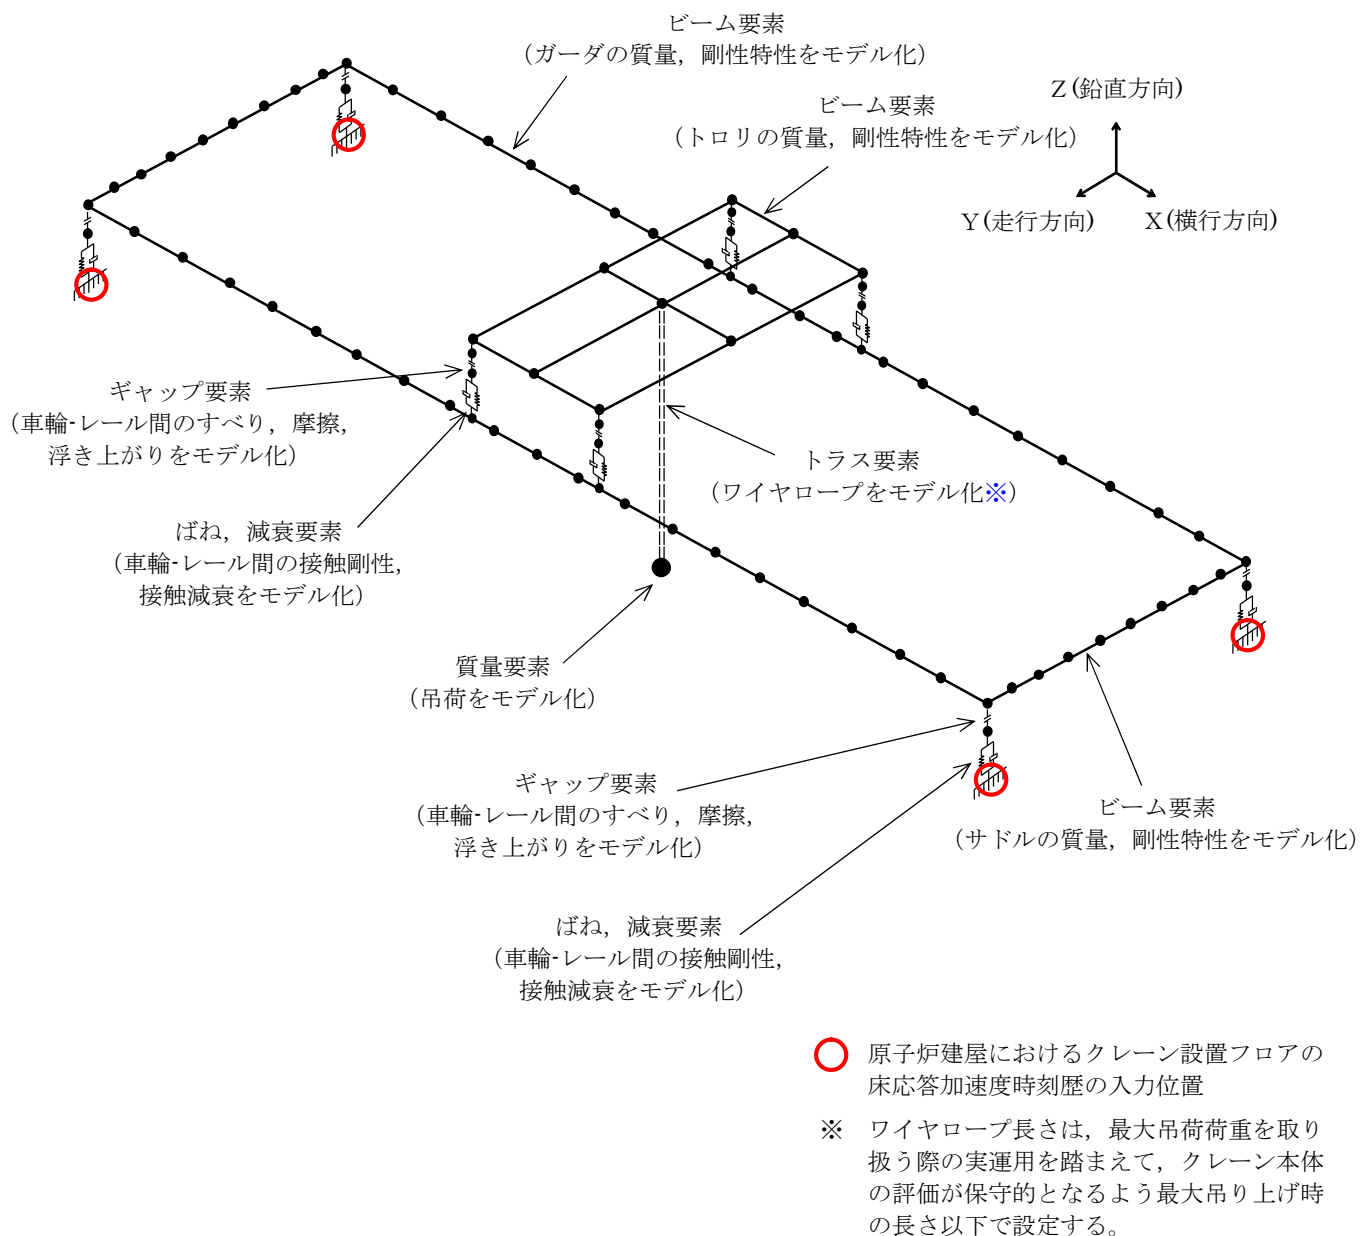 ビーム要素
(ガーダの質量，剛性特性をモデル化)
Z(鉛直方向)
ビーム要素
(トロリの質量，剛性特性をモデル化)
Y(走行方向)
X(横行方向)
ギャップ要素
(車輪-レール間のすべり，摩擦，
浮き上がりをモデル化)
トラス要素
(ワイヤロープをモデル化※)
ばね，減衰要素
(車輪-レール間の接触剛性，
接触減衰をモデル化)
質量要素
(吊荷をモデル化)
ギャップ要素
(車輪-レール間のすべり，摩擦，
浮き上がりをモデル化)
ビーム要素
(サドルの質量，剛性特性をモデル化)
ばね，減衰要素
(車輪-レール間の接触剛性，
接触減衰をモデル化)
原子炉建屋におけるクレーン設置フロアの
床応答加速度時刻歴の入力位置
※ ワイヤロープ長さは，最大吊荷荷重を取り
扱う際の実運用を踏まえて，クレーン本体
の評価が保守的となるよう最大吊り上げ時
の長さ以下で設定する。